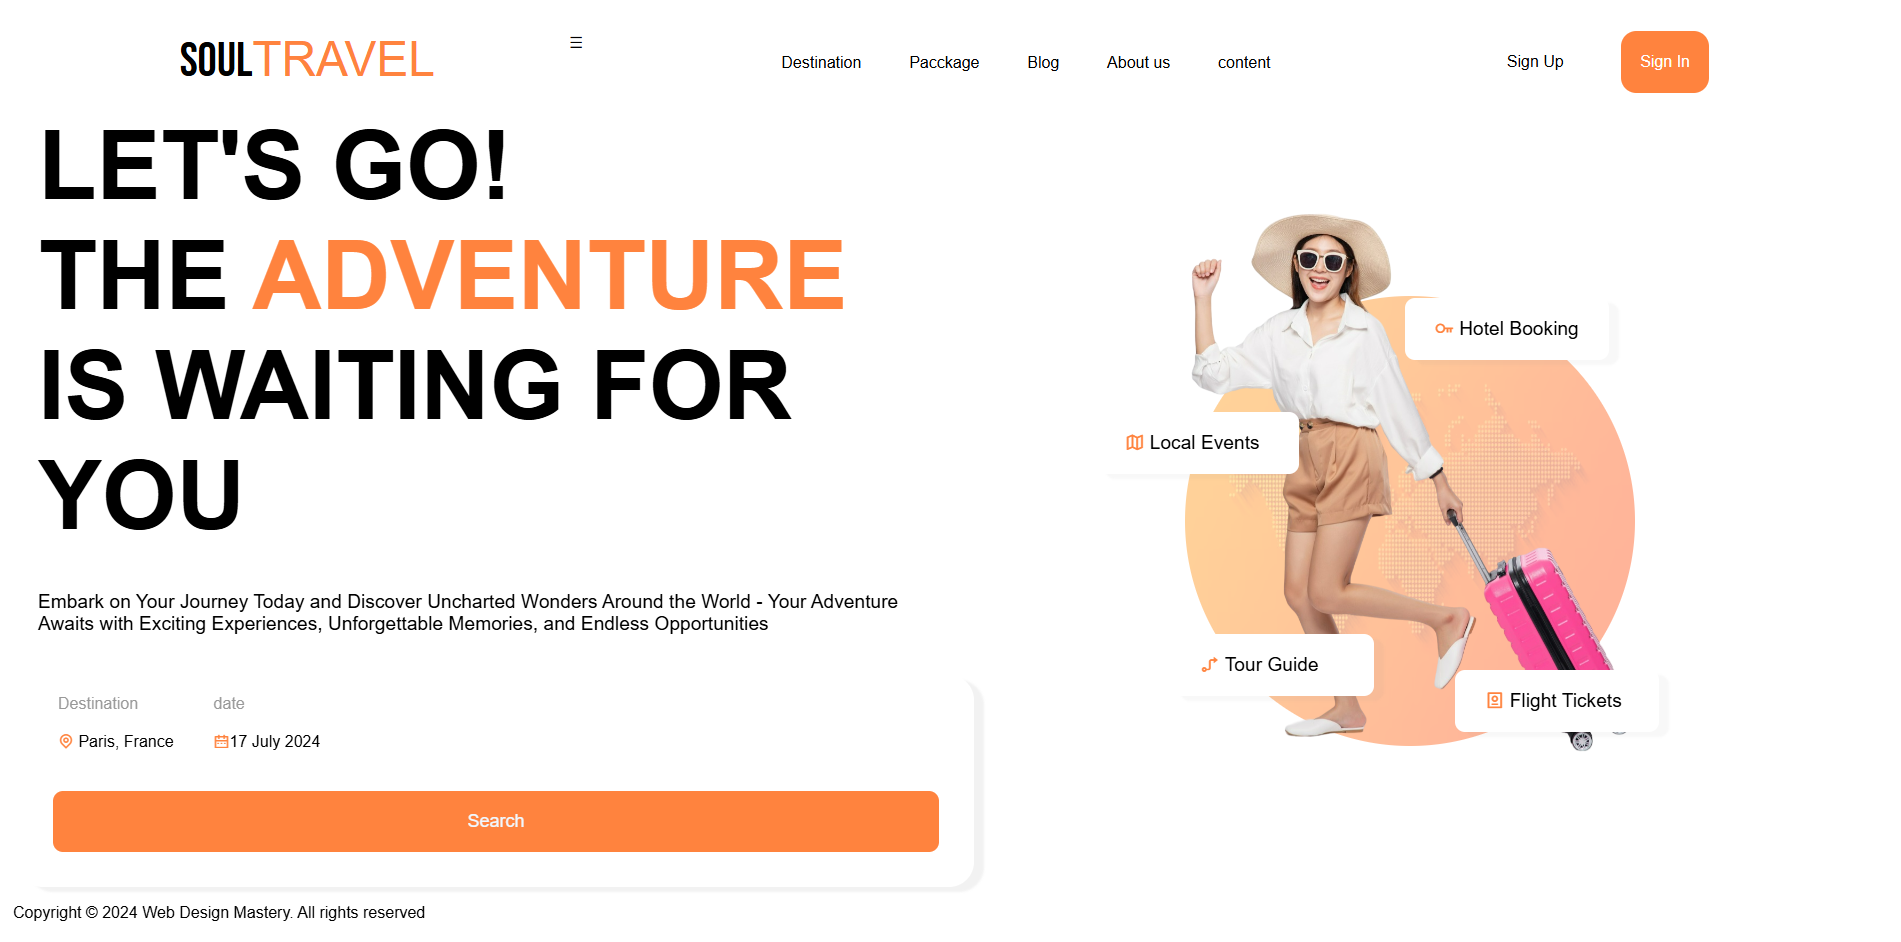 SOULTRAVEL
Destination Pacckage Blog About us content
Sign Up Sign In
LET'S GO!
THE ADVENTURE
IS WAITING FOR
YOU
Embark on Your Journey Today and Discover Uncharted Wonders Around the World - Your Adventure
Awaits with Exciting Experiences, Unforgettable Memories, and Endless Opportunities
Destination date
Paris, France 17 July 2024
Search
Hotel Booking
Local Events
Tour Guide
Flight Tickets
Copyright © 2024 Web Design Mastery. All rights reserved